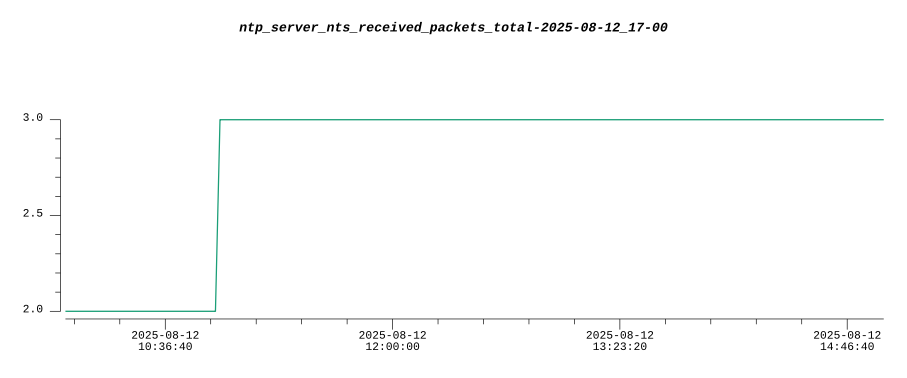 ntp_server_nts_received_packets_total-2025-08-12_17-00
3.0
2.5
2.0
2025-08-12 2025-08-12 2025-08-12 2025-08-12
10:36:40 12:00:00 13:23:20 14:46:40